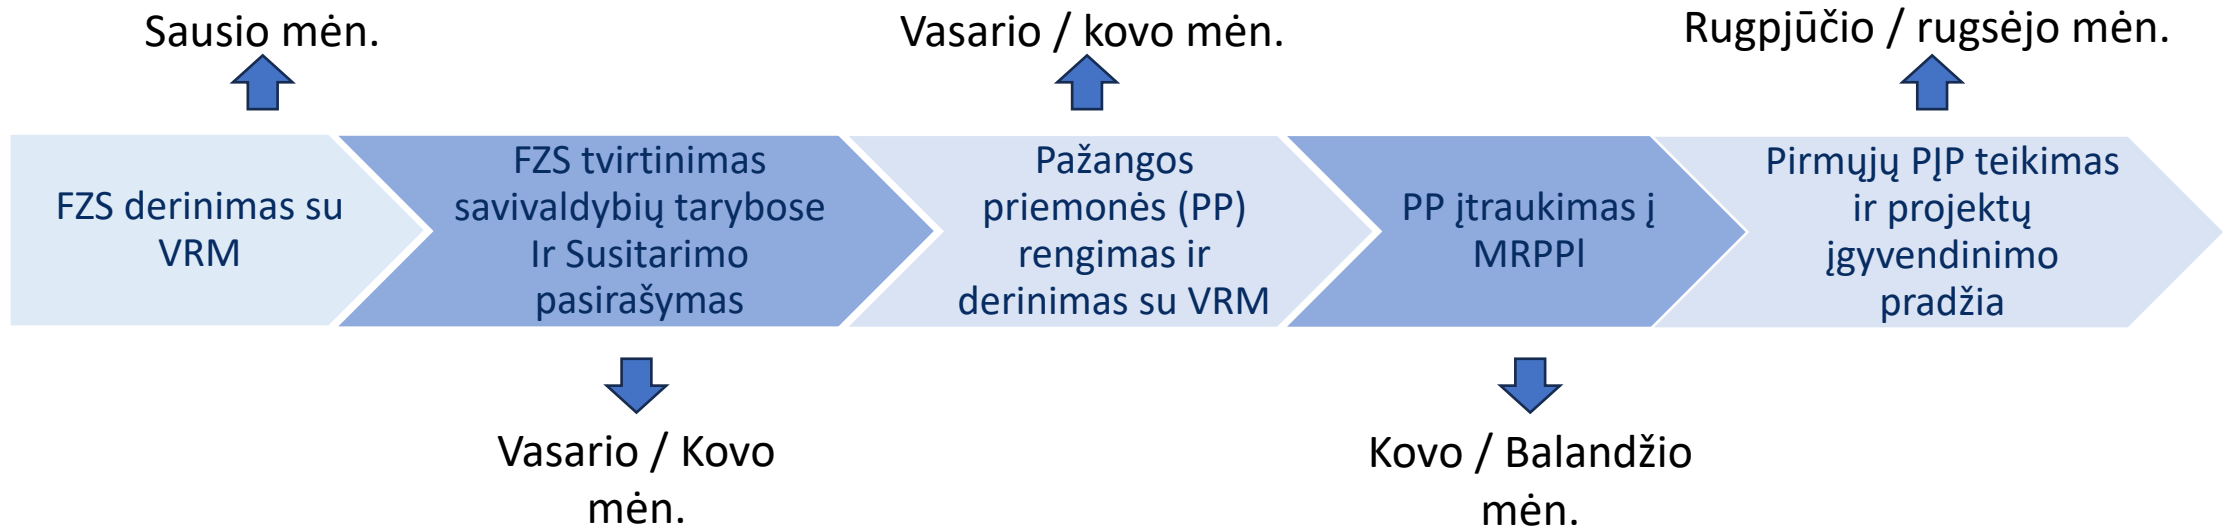 Sausio mėn.
Vasario / kovo mėn.
Rugpjūčio / rugsėjo mėn.
FZS derinimas su
VRM
FZS tvirtinimas
savivaldybių tarybose
Ir Susitarimo
pasirašymas
Pažangos
priemonės (PP)
rengimas ir
derinimas su VRM
PP įtraukimas į
MRPPl
Pirmųjų PĮP teikimas
ir projektų
įgyvendinimo
pradžia
Vasario / Kovo
mėn.
Kovo / Balandžio
mėn.